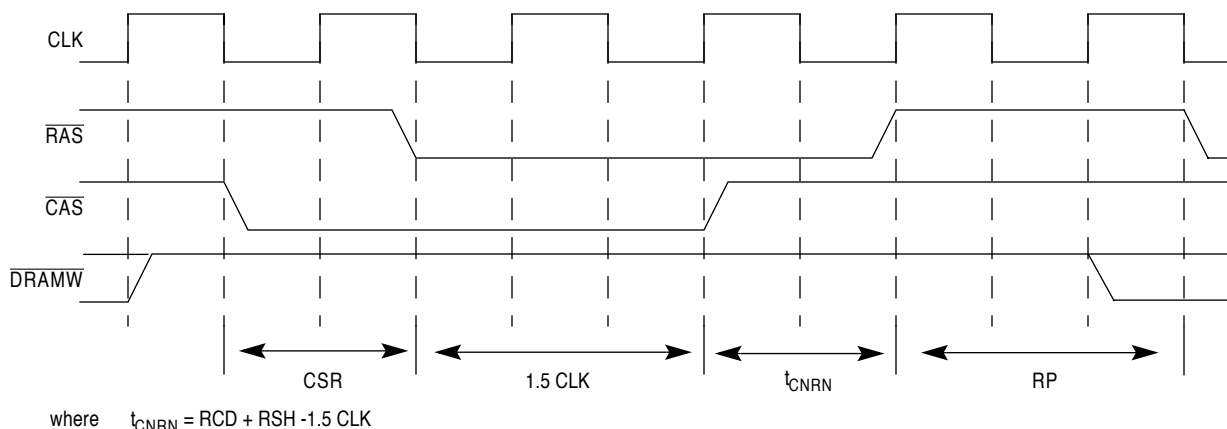 CLK
RAS
CAS
DRAMW
CSR 1.5 CLK tCNRN RP
where tCNRN = RCD + RSH -1.5 CLK